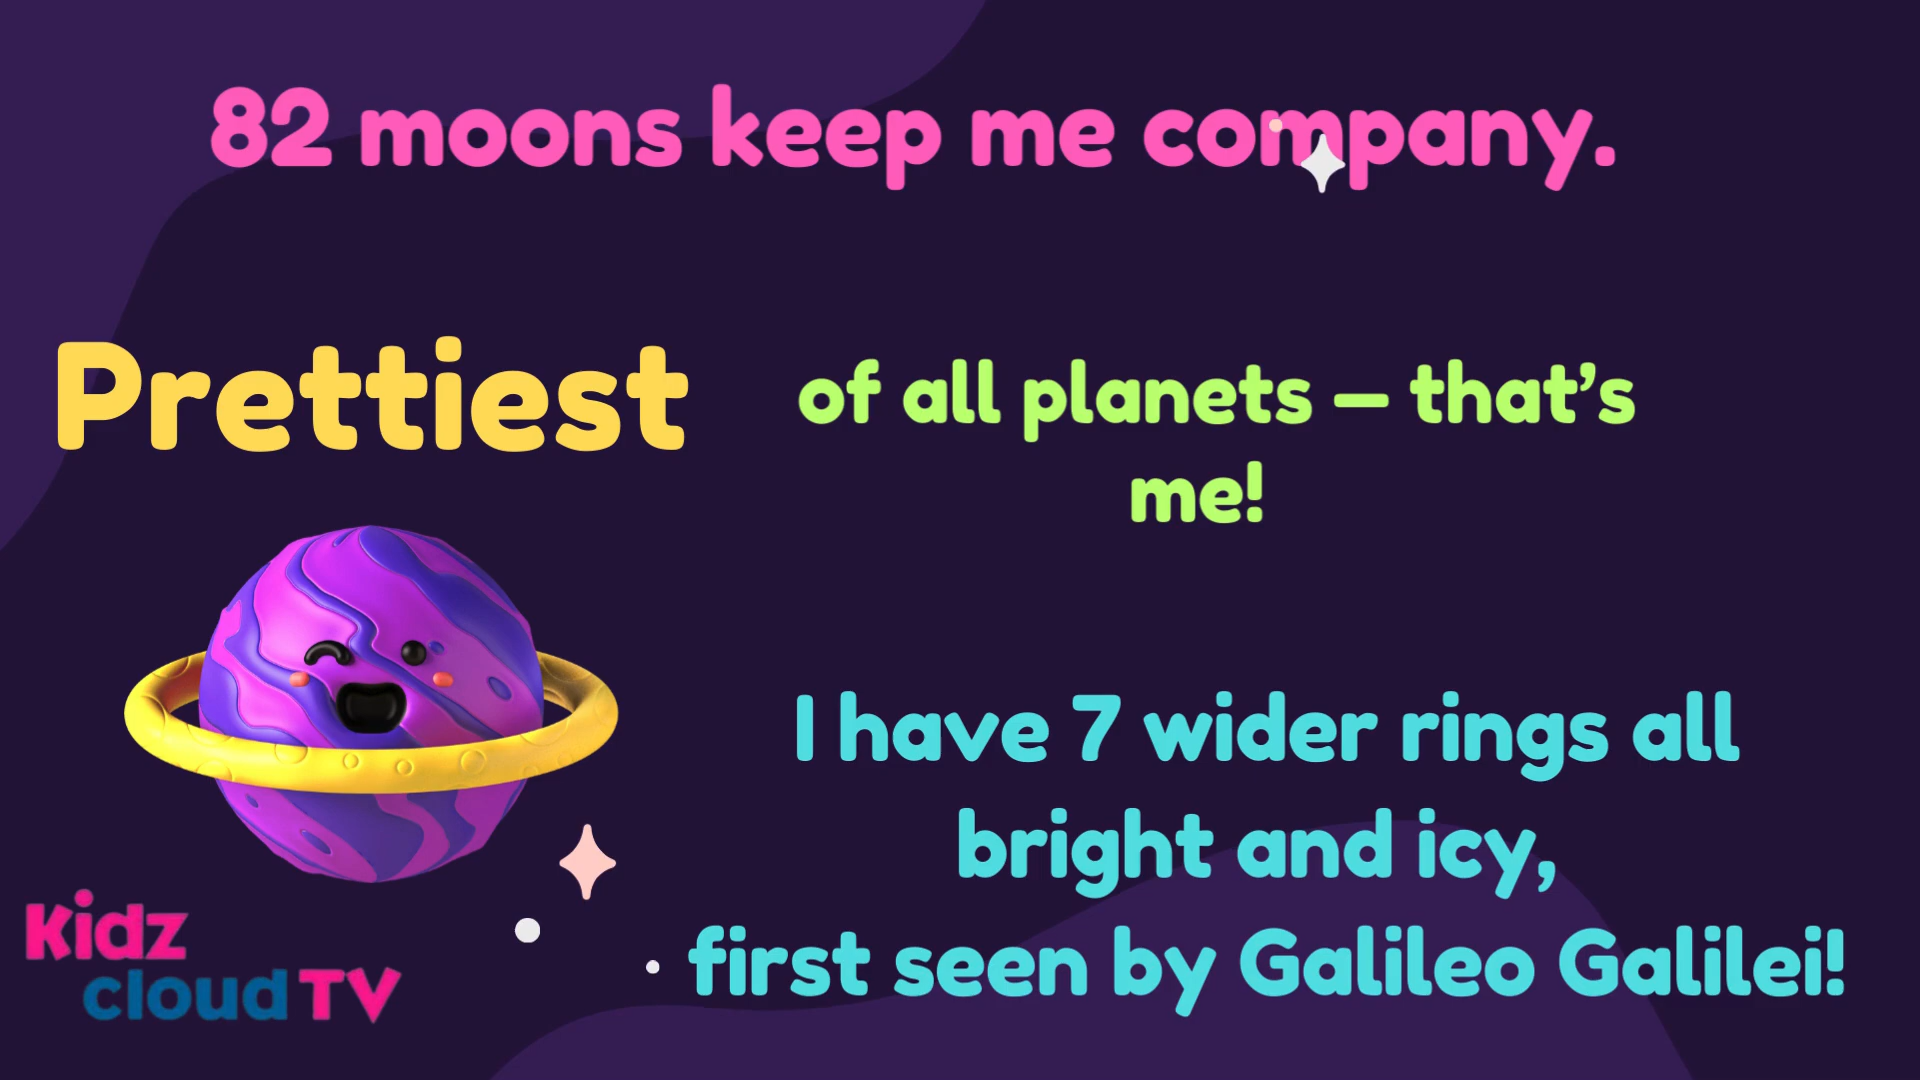 82 moons keep me company.
Prettiest
of all planets – that’s
me!
I have 7 wider rings all
bright and icy,
first seen by Galileo Galilei!
Kidz
cloud TV